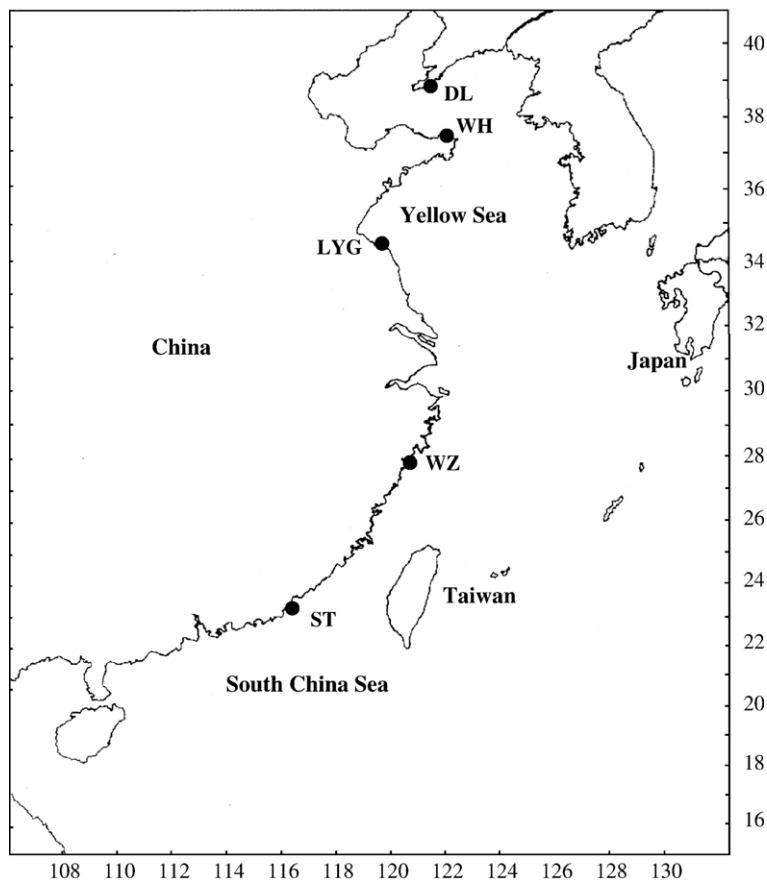 40
DL
38
WH
36
Yellow Sea
LYG
34
32
China
Japan
30
WZ
28
26
24
Taiwan
ST
22
South China Sea
20
18
16
108 110 112 114 116 118 120 122 124 126 128 130